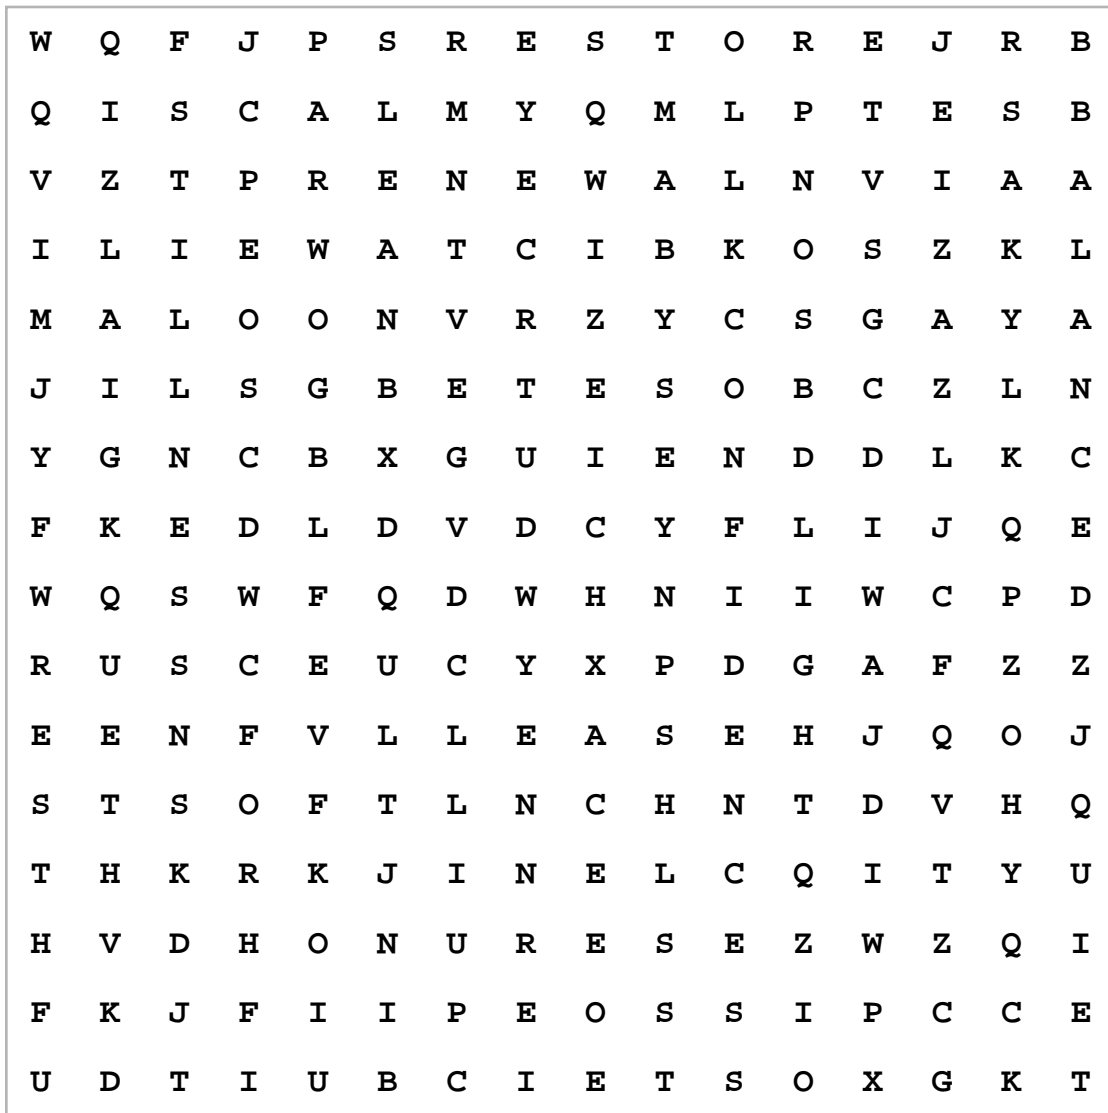 W Q F J P S R E S T O R E J R B
Q I S C A L M Y Q M L P T E S B
V Z T P R E N E W A L N V I A A
I L I E W A T C I B K O S Z K L
M A L O O N V R Z Y C S G A Y A
J I L S G B E T E S O B C Z L N
Y G N C B X G U I E N D D L K C
F K E D L D V D C Y F L I J Q E
W Q S W F Q D W H N I I W C P D
R U S C E U C Y X P D G A F Z Z
E E N F V L L E A S E H J Q O J
S T S O F T L N C H N T D V H Q
T H K R K J I N E L C Q I T Y U
H V D H O N U R E S E Z W Z Q I
F K J F I I P E O S S I P C C E
U D T I U B C I E T S O X G K T